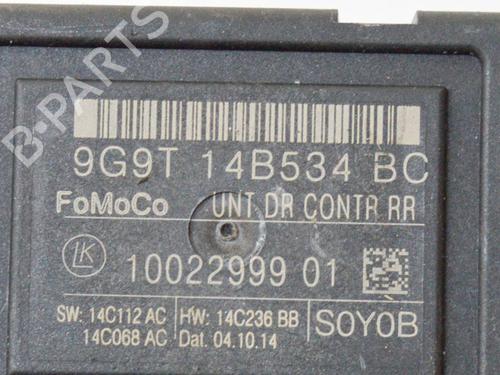 B-PARTS
9G9T 14B534 BC
FoMoCo UNT DR CONTR RR
LK 10022999 01
SW: 14C112 AC HW: 14C236 BB S0Y0B
14C068 AC Dat. 04.10.14